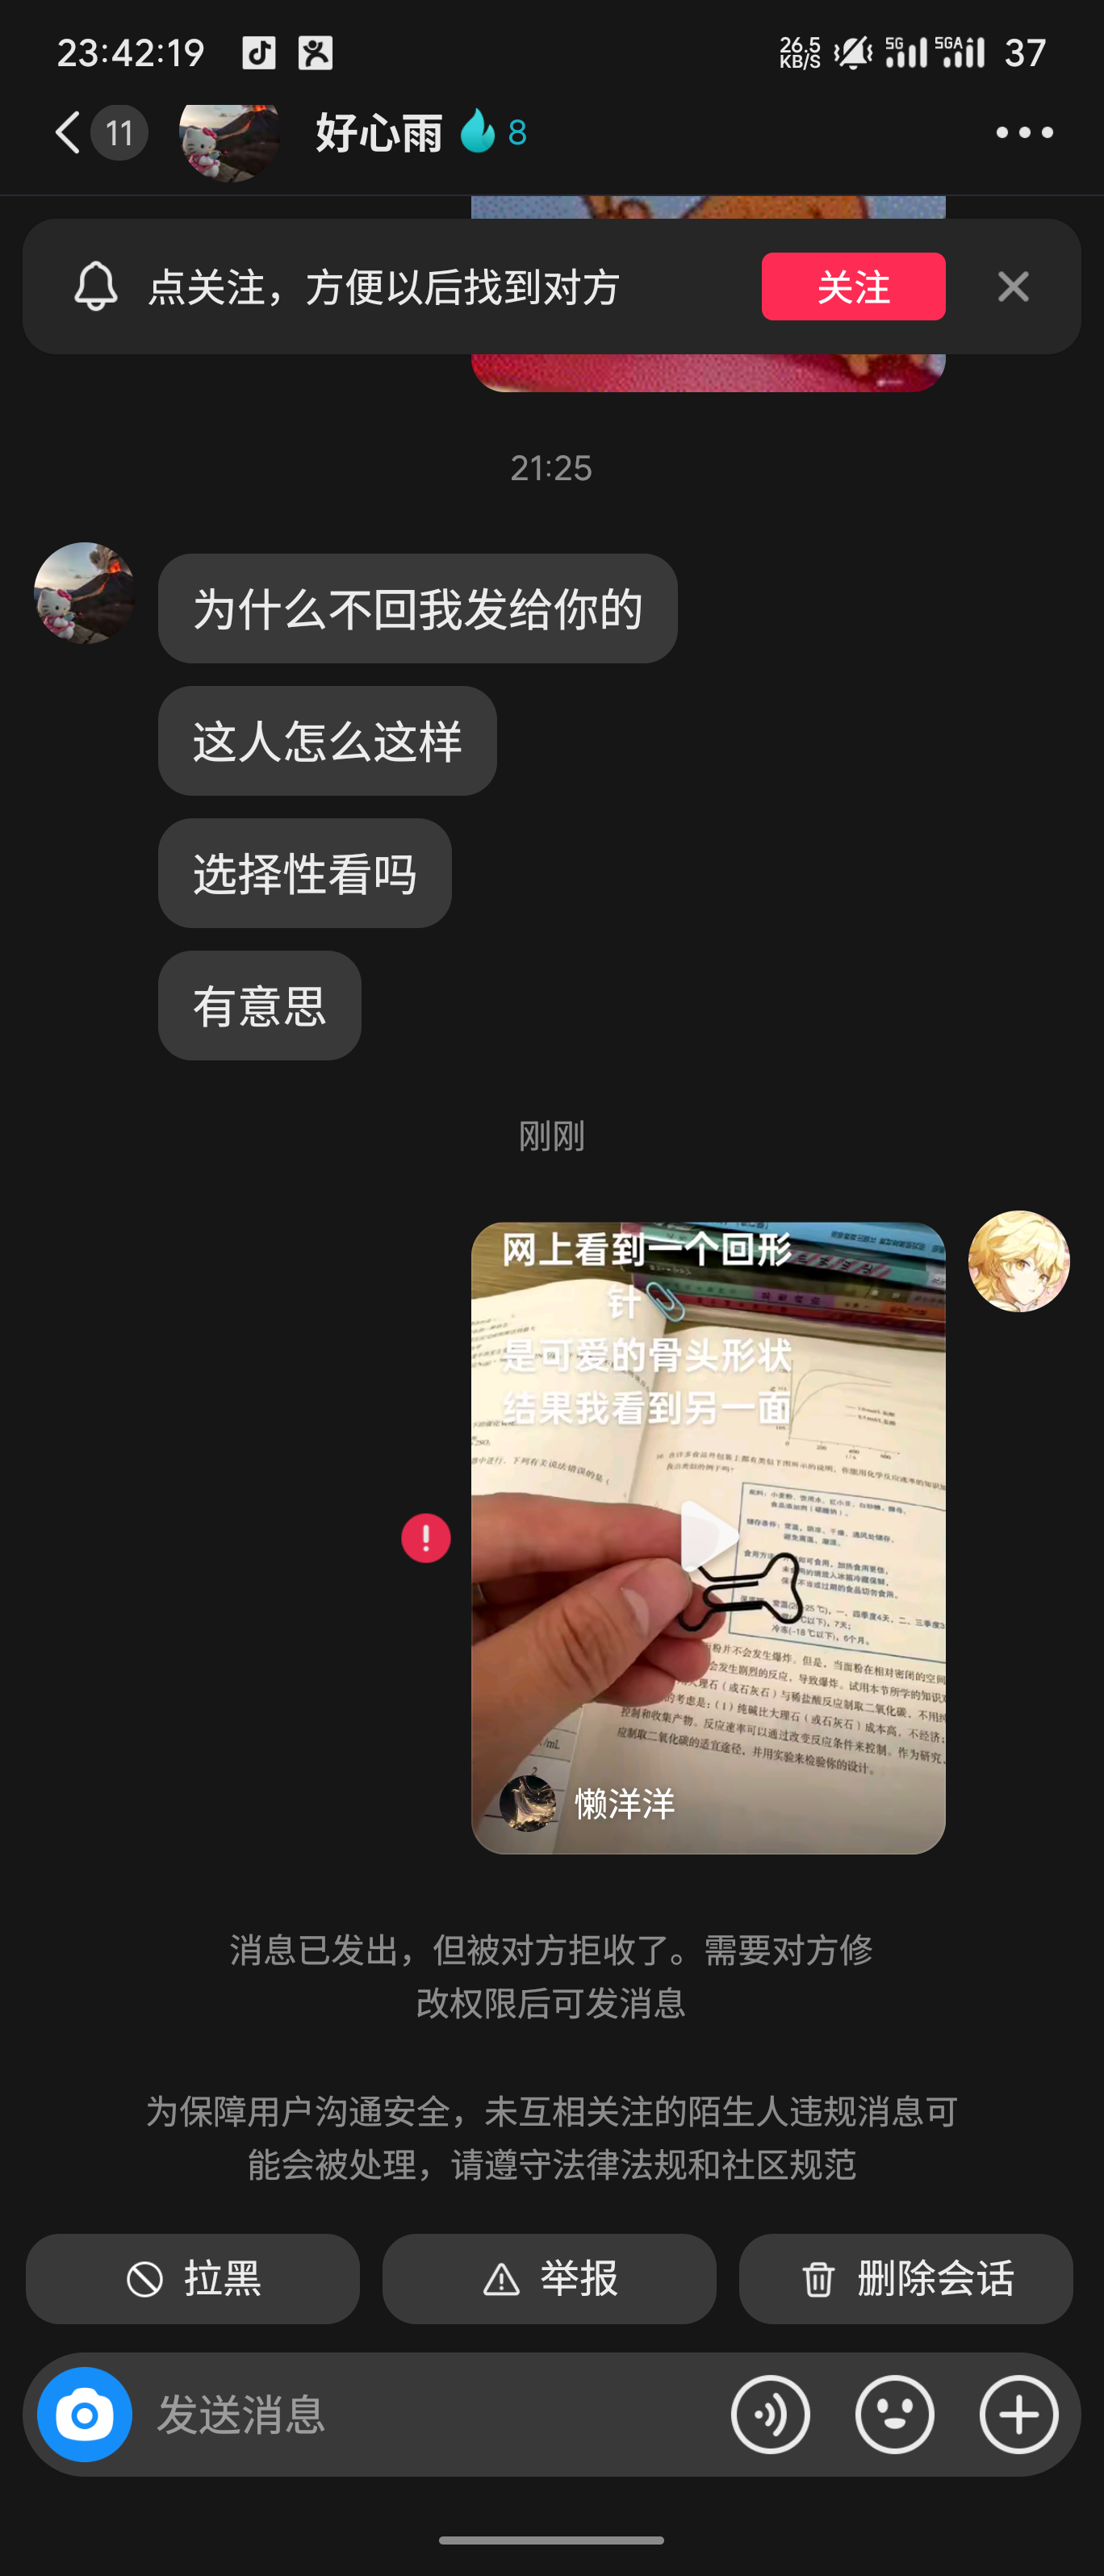 23:42:19
26.5
KB/S
5G
5GA
37
11
好心雨
8
点关注，方便以后找到对方
关注
21:25
为什么不回我发给你的
这人怎么这样
选择性看吗
有意思
刚刚
网上看到一个回形
针
是可爱的骨头形状
结果我看到另一面
懒洋洋
消息已发出，但被对方拒收了。需要对方修
改权限后可发消息
为保障用户沟通安全，未互相关注的陌生人违规消息可
能会被处理，请遵守法律法规和社区规范
拉黑
举报
删除会话
发送消息